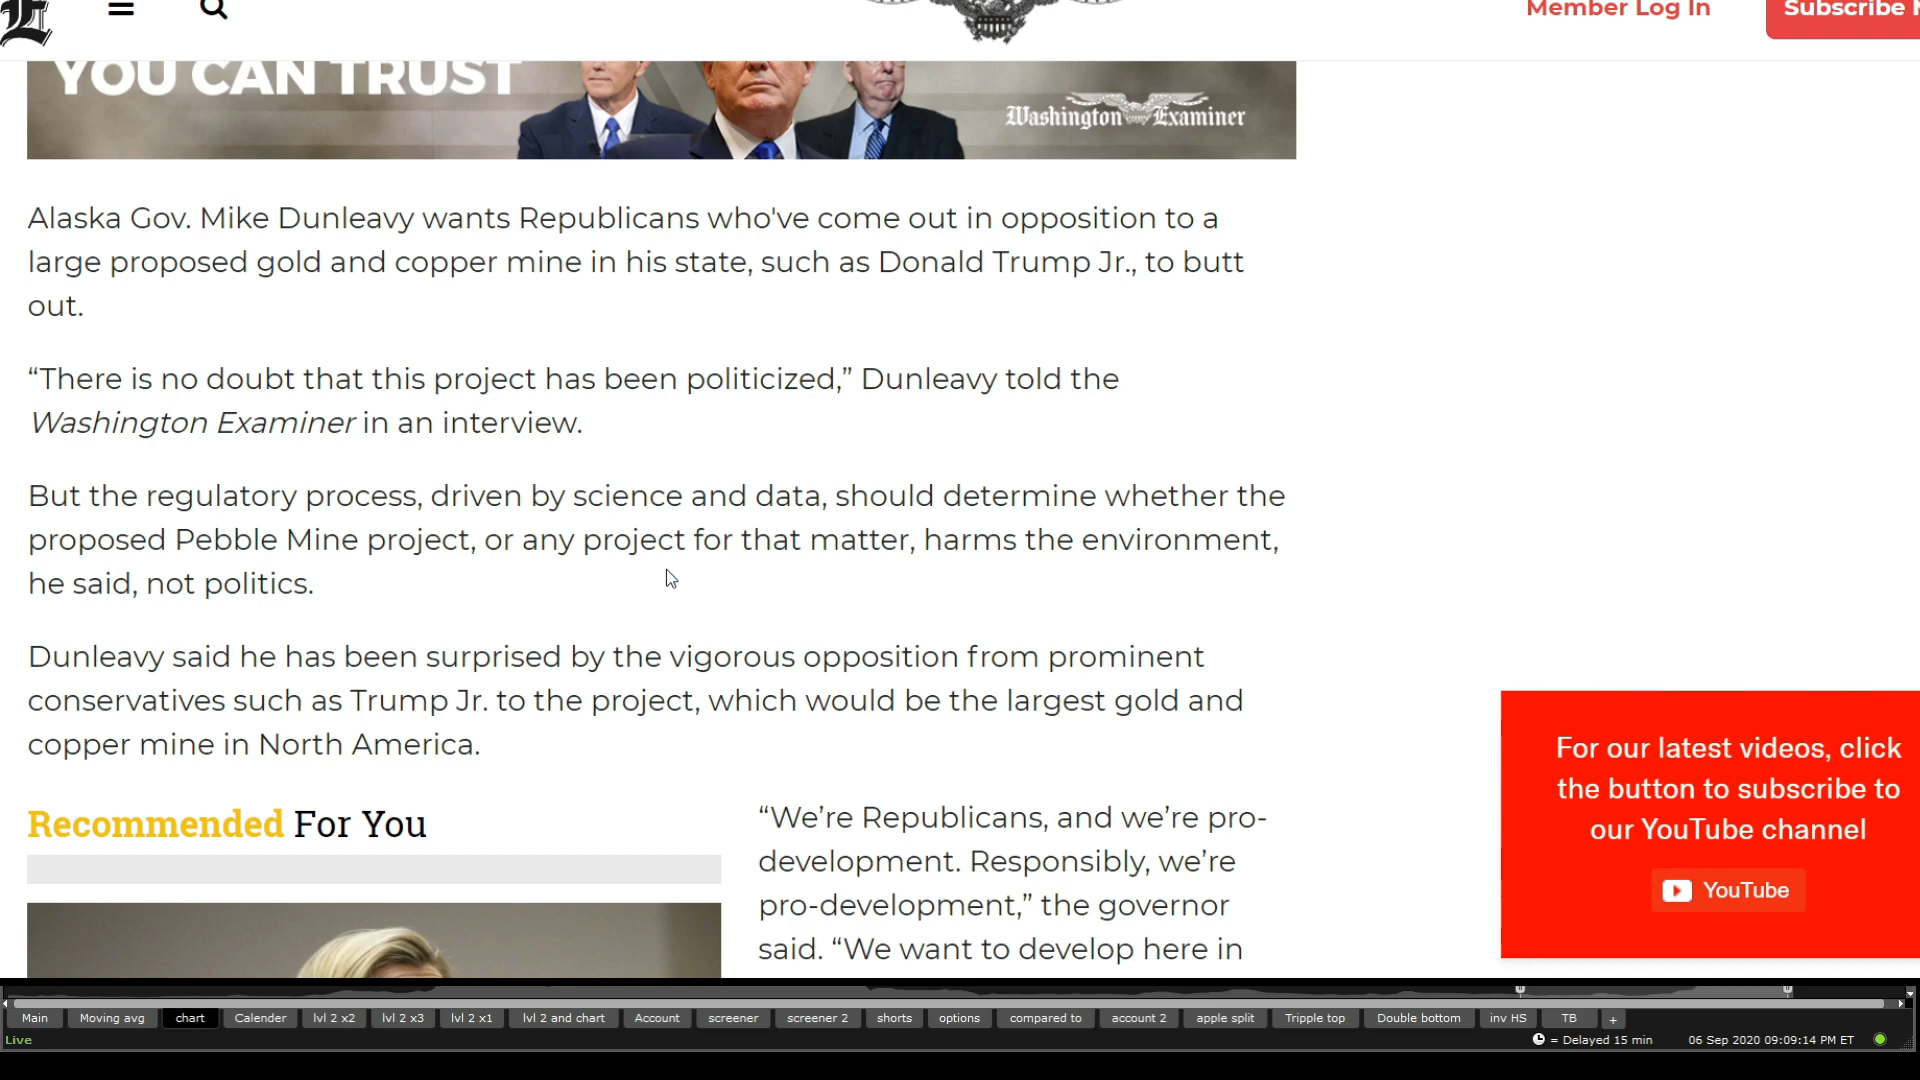 Member Log In
Subscribe
YOU CAN TRUST
Washington Examiner
Alaska Gov. Mike Dunleavy wants Republicans who've come out in opposition to a
large proposed gold and copper mine in his state, such as Donald Trump Jr., to butt
out.
“There is no doubt that this project has been politicized,” Dunleavy told the
Washington Examiner in an interview.
But the regulatory process, driven by science and data, should determine whether the
proposed Pebble Mine project, or any project for that matter, harms the environment,
he said, not politics.
Dunleavy said he has been surprised by the vigorous opposition from prominent
conservatives such as Trump Jr. to the project, which would be the largest gold and
copper mine in North America.
Recommended For You
“We’re Republicans, and we’re pro-
development. Responsibly, we’re
pro-development,” the governor
said. “We want to develop here in
For our latest videos, click
the button to subscribe to
our YouTube channel
YouTube
Main Moving avg chart Calender lvl 2 x2 lvl 2 x3 lvl 2 x1 lvl 2 and chart Account screener screener 2 shorts options compared to account 2 apple split Tripple top Double bottom inv HS TB +
Live = Delayed 15 min 06 Sep 2020 09:09:14 PM ET